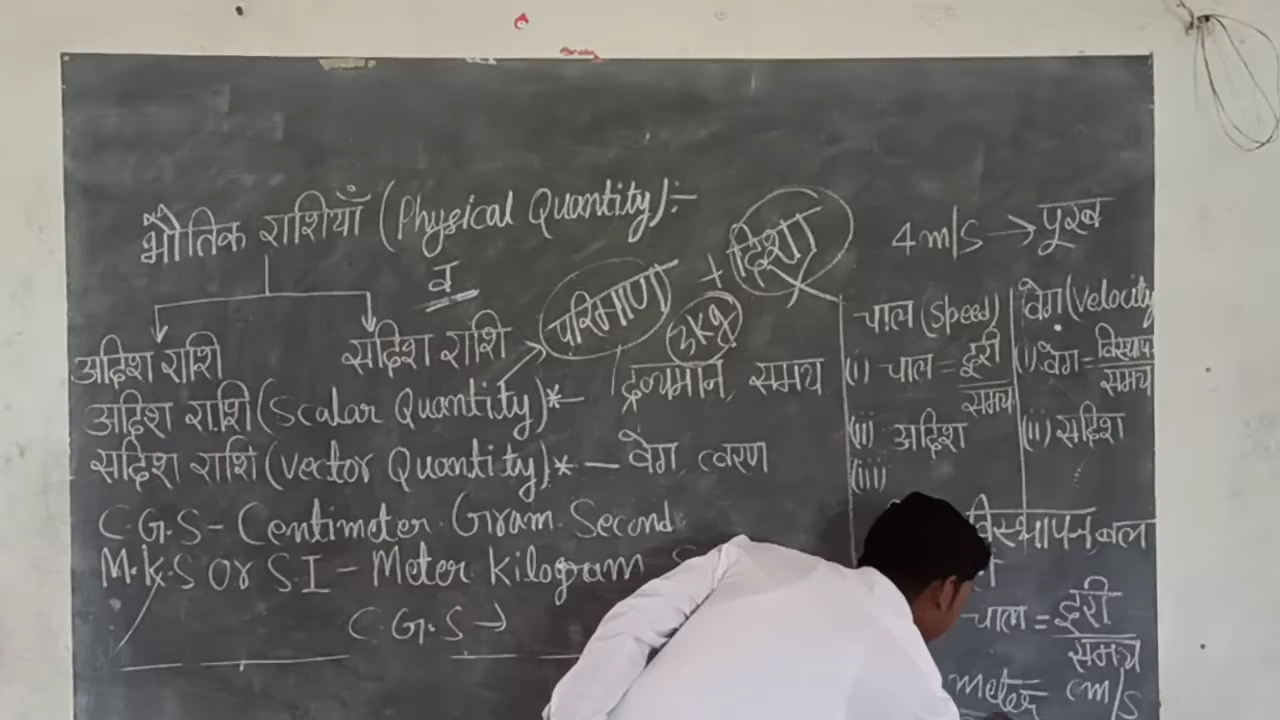 भौतिक राशियाँ (Physical Quantity):-
व
अदिश राशि सदिश राशि
परिमाण + दिशा
3kg
अदिश राशि (Scalar Quantity)*- द्रव्यमान, समय
सदिश राशि (Vector Quantity)*- वेग, त्वरण
C.G.S - Centimeter Gram Second
M.K.S Or S.I - Meter Kilogram
C.G.S →
4 m/s → पूरब
चाल (Speed) वेग (Velocity
(i) चाल = दूरी/समय (i) वेग = विस्थाप/समय
(ii) अदिश (ii) सदिश
(iii)
विस्थापन, बल
चाल = दूरी/समय
meter cm/s